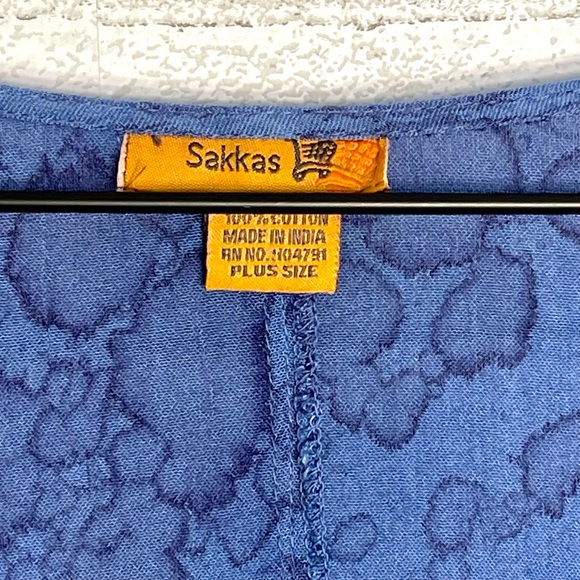 Sakkas
100% COTTON
MADE IN INDIA
RN NO.:104791
PLUS SIZE